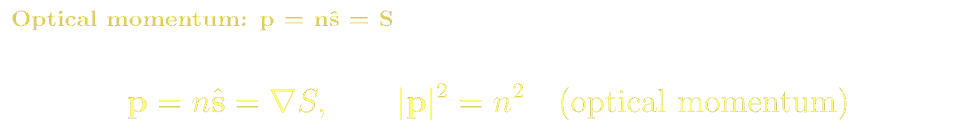 Optical momentum: p = nŝ = S
p = nŝ = ∇S, |p|² = n² (optical momentum)